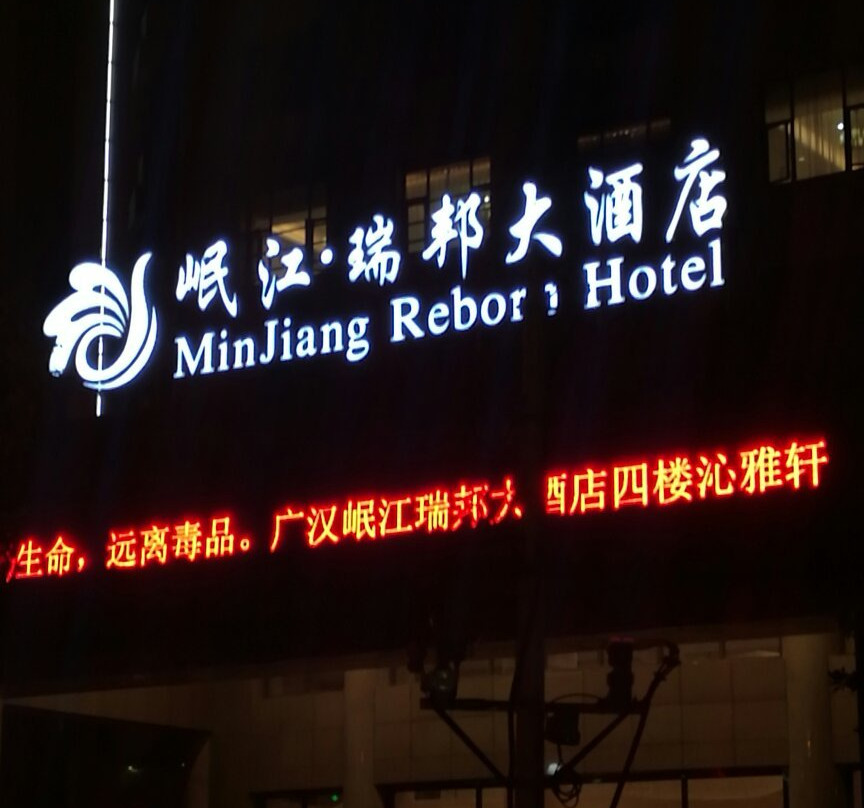 岷江·瑞邦大酒店
MinJiang Reborn Hotel
生命，远离毒品。广汉岷江瑞邦大酒店四楼沁雅轩